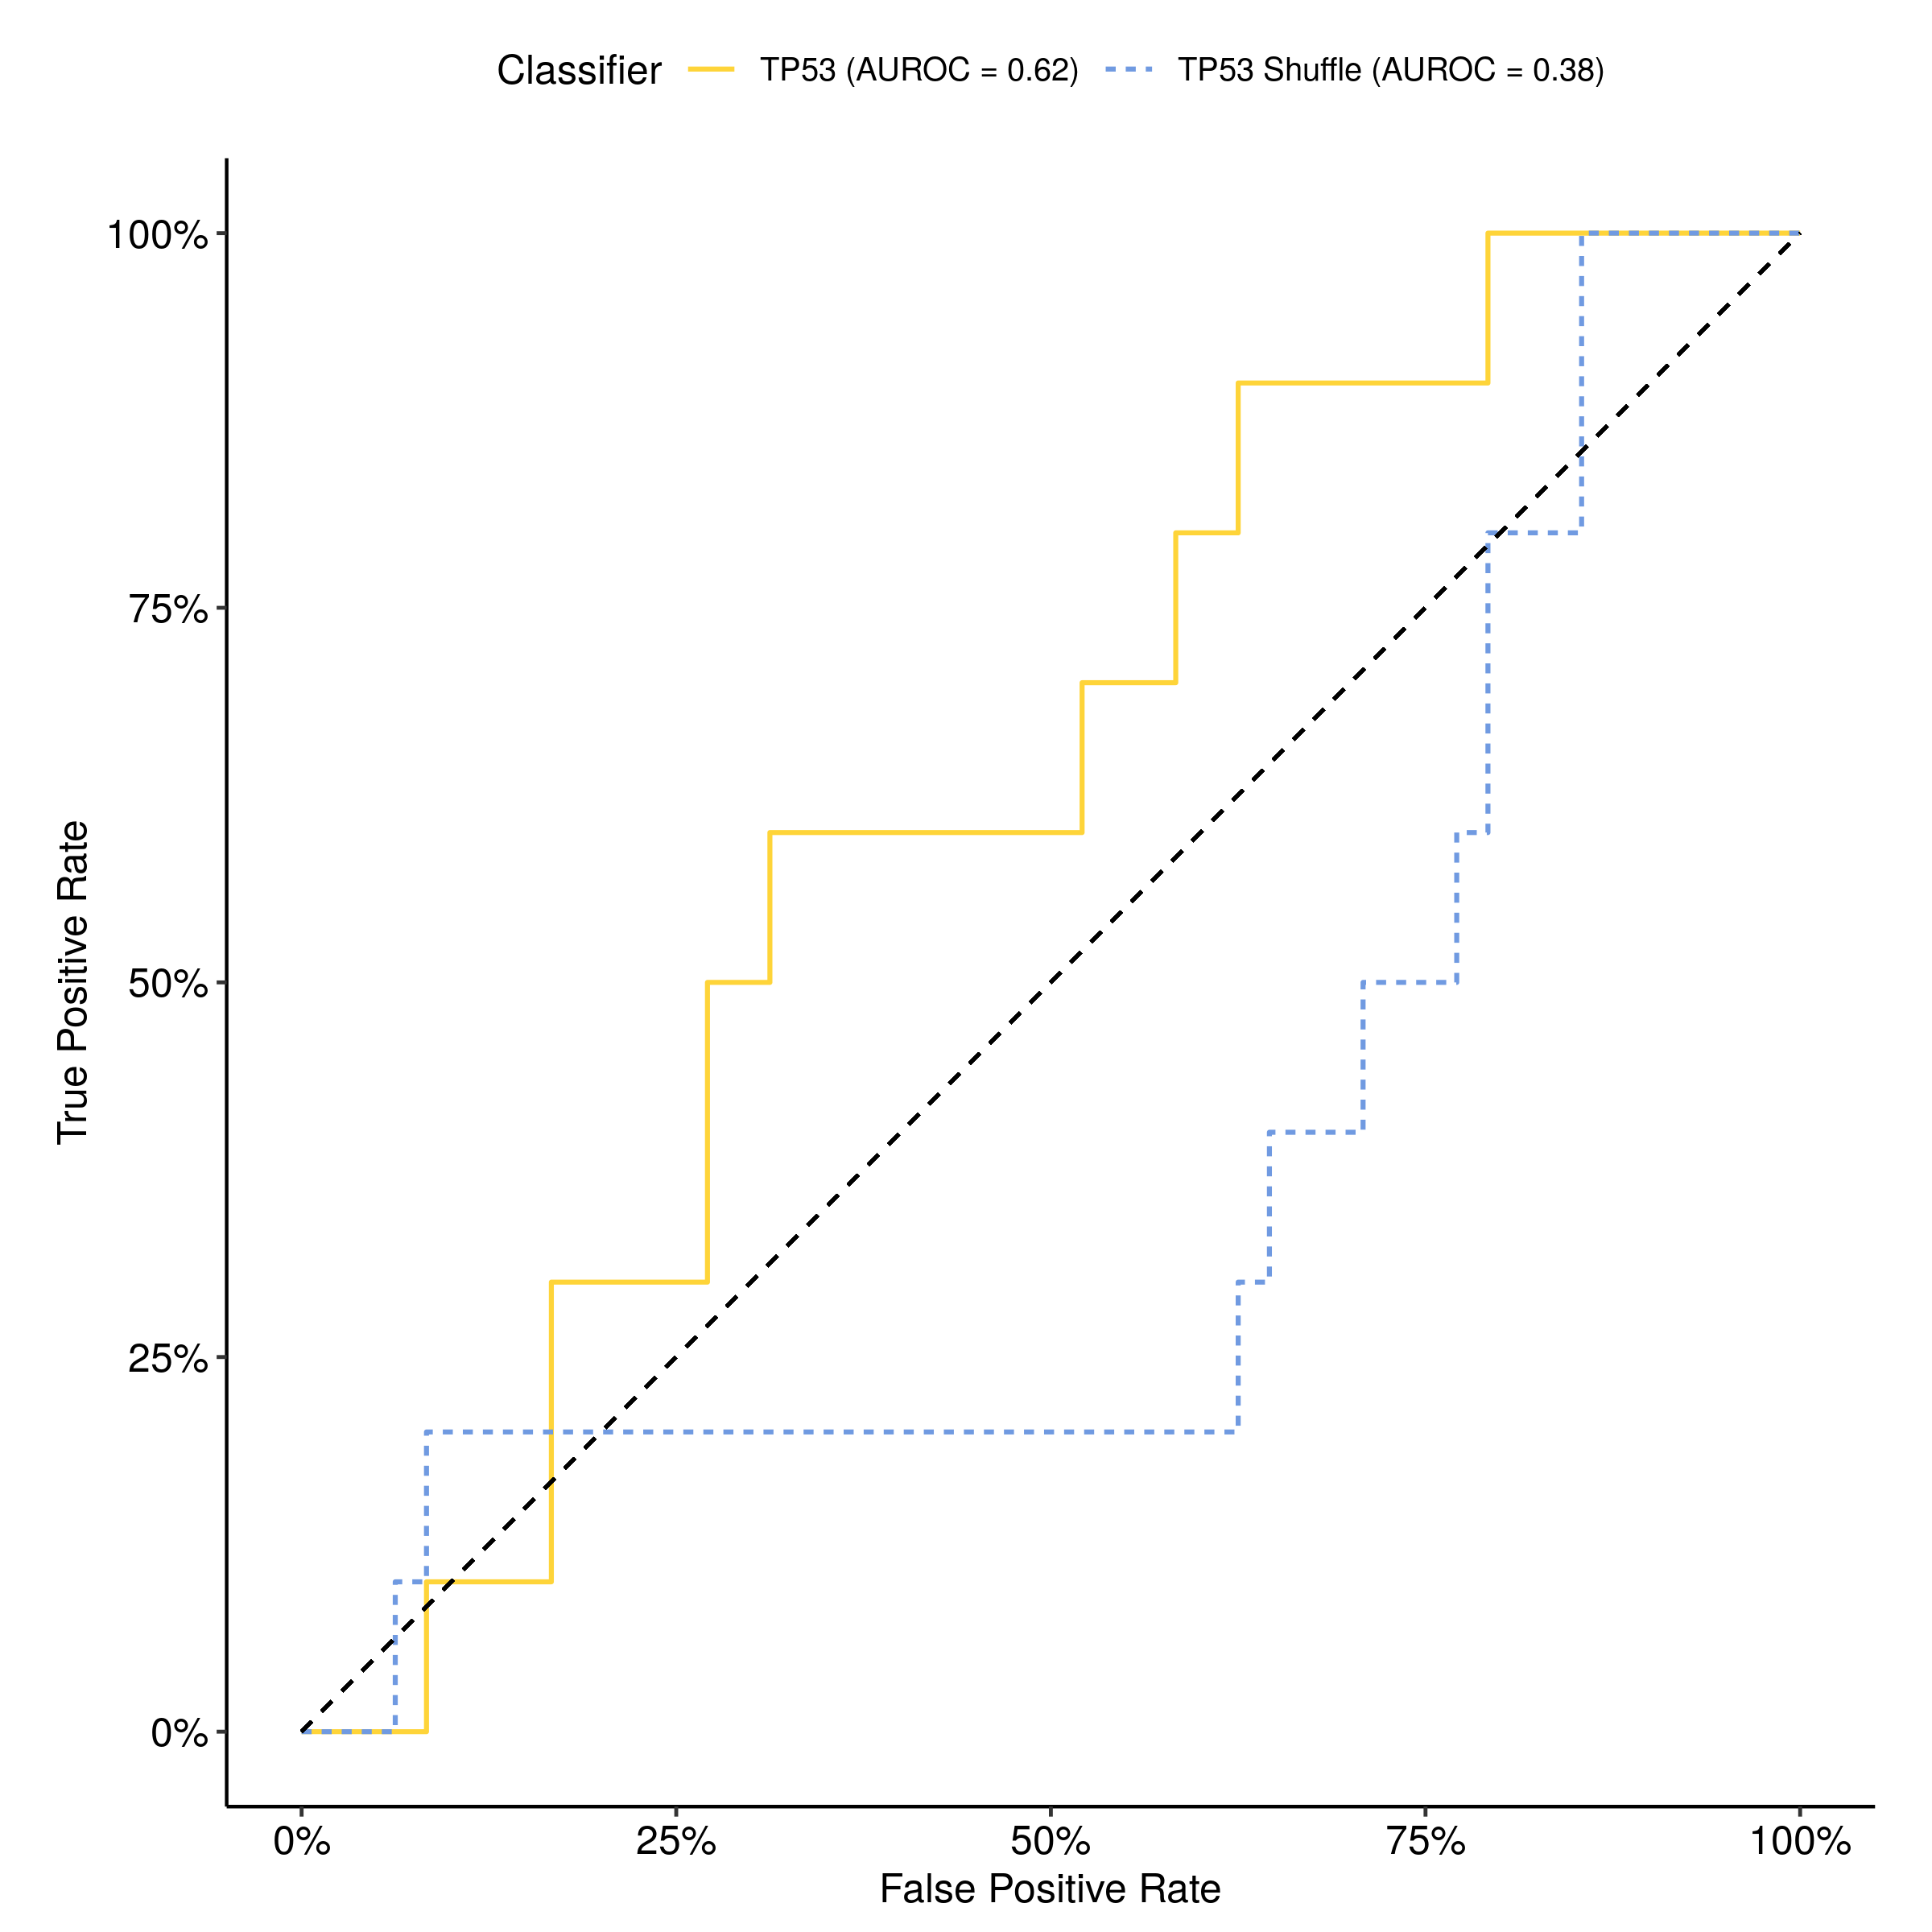 Classifier TP53 (AUROC = 0.62) TP53 Shuffle (AUROC = 0.38)
True Positive Rate
100%
75%
50%
25%
0%
0% 25% 50% 75% 100%
False Positive Rate